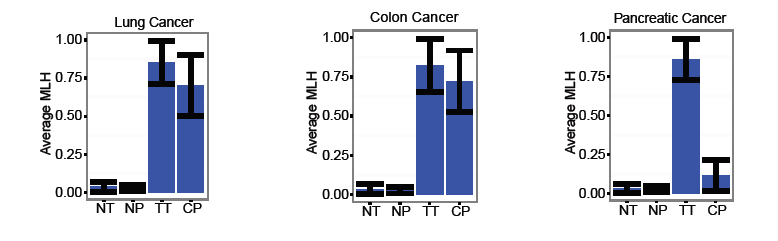 Lung Cancer
Average MLH
1.00
0.75
0.50
0.25
0.00
NT NP TT CP
Colon Cancer
Average MLH
1.00
0.75
0.50
0.25
0.00
NT NP TT CP
Pancreatic Cancer
Average MLH
1.00
0.75
0.50
0.25
0.00
NT NP TT CP